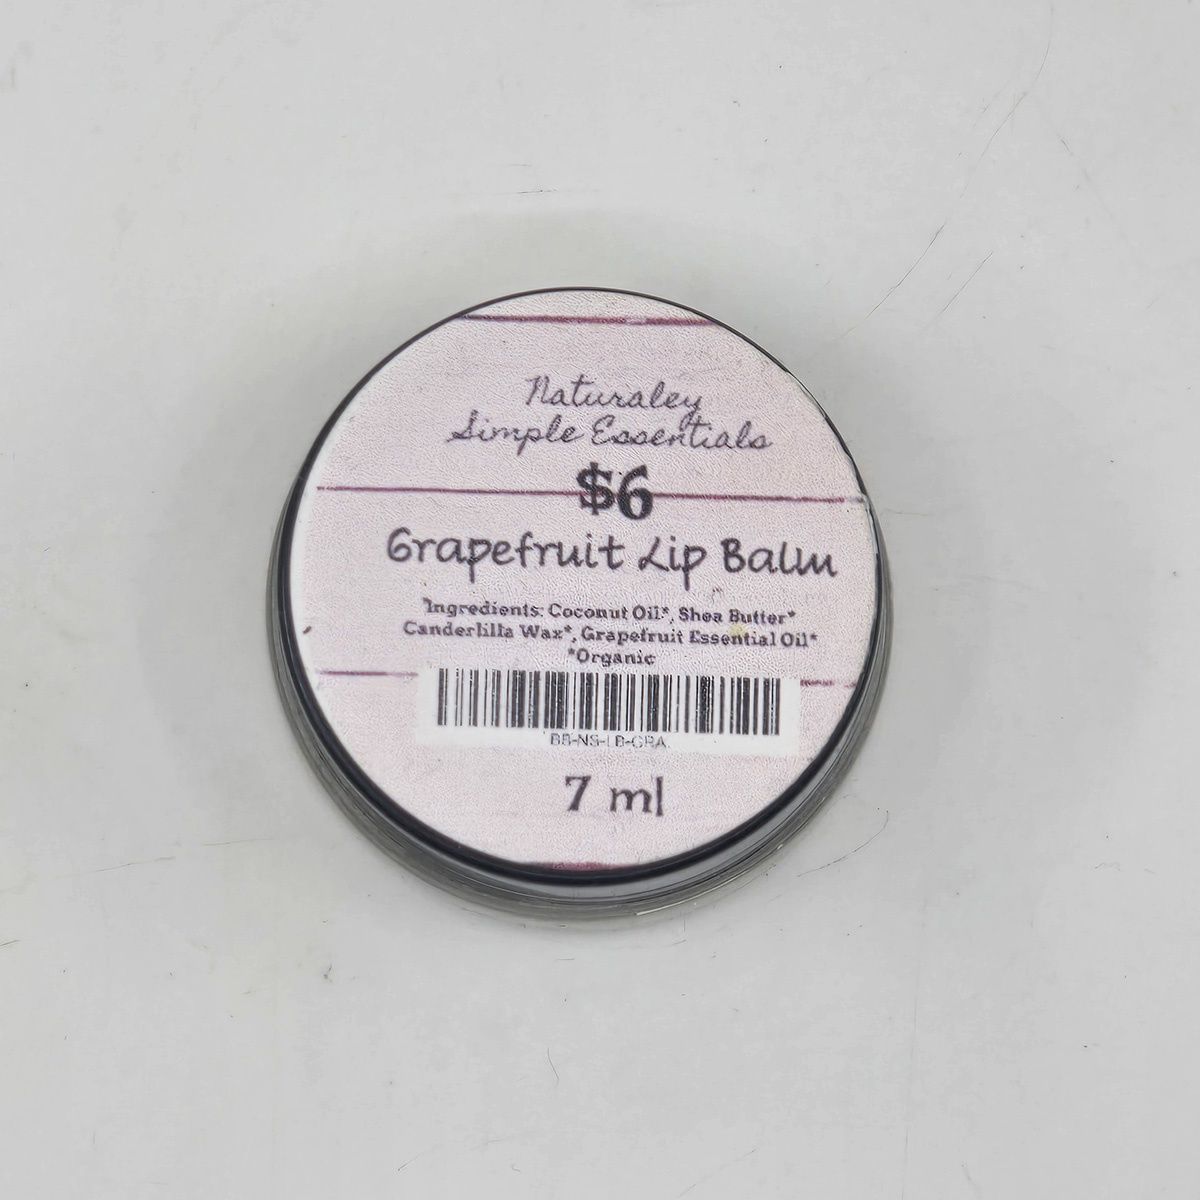 Naturaley
Simple Essentials
$6
Grapefruit Lip Balm
Ingredients: Coconut Oil*, Shea Butter*
Canderlilla Wax*, Grapefruit Essential Oil*
*Organic
BB-NS-LB-GRA
7 ml